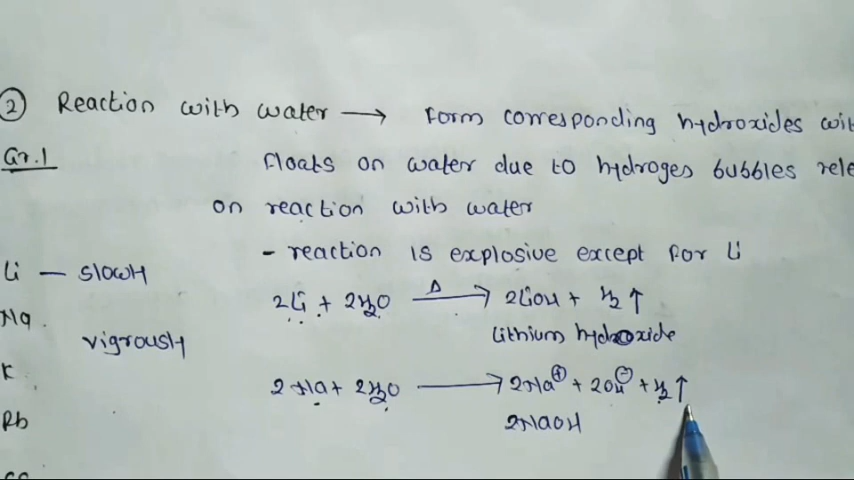 ② Reaction with water ⟶ Form corresponding hydroxides wit
Gr.1 Floats on water due to hydroges bubbles rele
on reaction with water
- reaction is explosive except for Li
Li — slowly
2Li + 2H₂O —Δ→ 2LiOH + H₂ ↑
Na
Lithium hydroxide
vigrously
K
2Na + 2H₂O ⟶ 2Na⊕ + 2OH⊖ + H₂ ↑
Rb 2NaOH